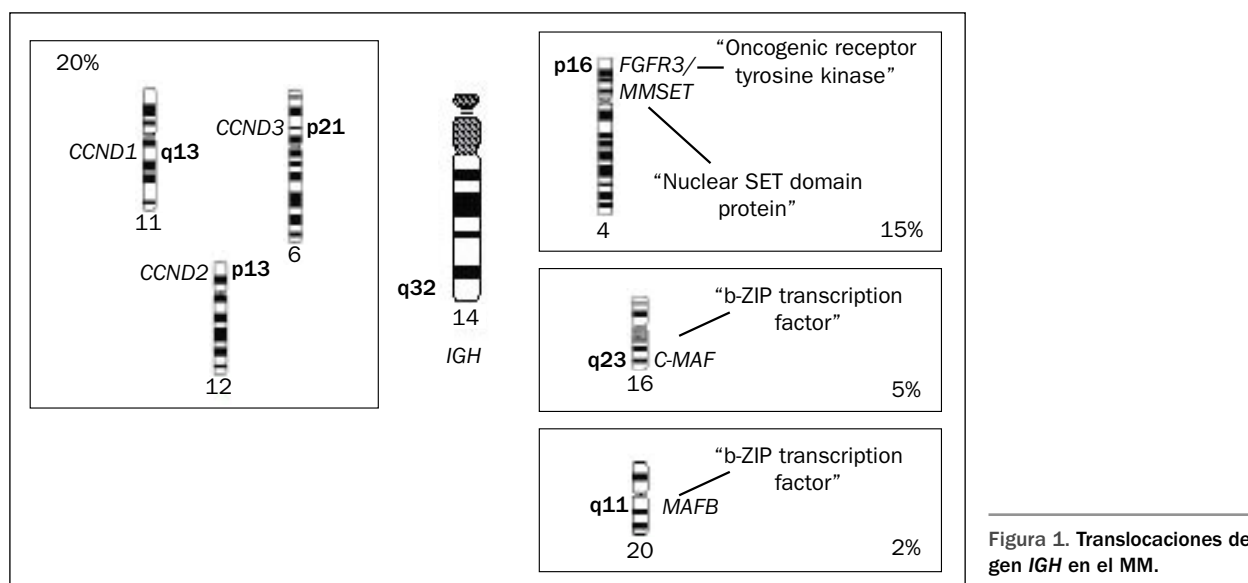 20%
CCND1 q13
11
CCND3 p21
6
CCND2 p13
12
q32
14
IGH
p16 FGFR3/
MMSET
“Oncogenic receptor
tyrosine kinase”
“Nuclear SET domain
protein”
4
15%
“b-ZIP transcription
factor”
q23 C-MAF
16
5%
“b-ZIP transcription
factor”
q11 MAFB
20
2%
Figura 1. Translocaciones de
gen IGH en el MM.